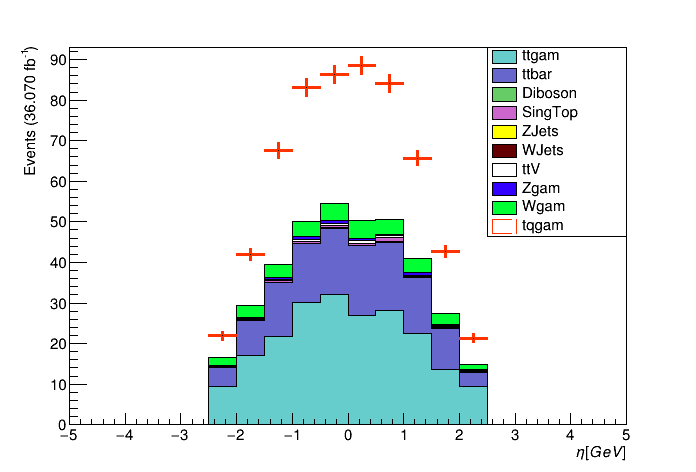 Events (36.070 fb⁻¹)
90
80
70
60
50
40
30
20
10
0
−5 −4 −3 −2 −1 0 1 2 3 4 5
η[GeV]
ttgam
ttbar
Diboson
SingTop
ZJets
WJets
ttV
Zgam
Wgam
tqgam